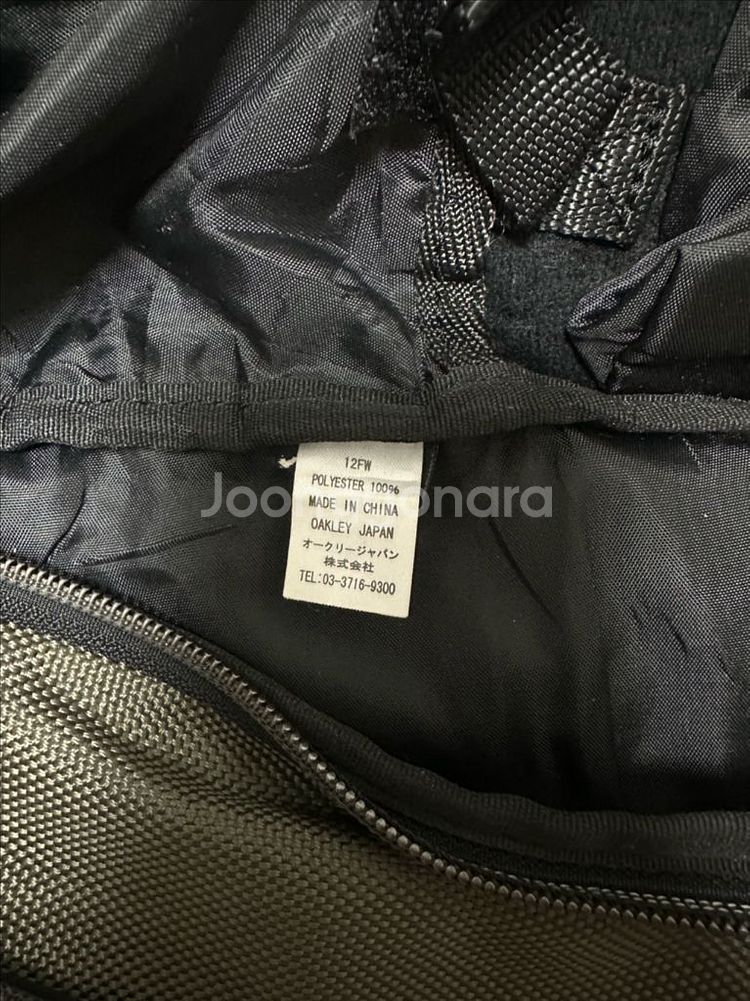 12FW
POLYESTER 100%
MADE IN CHINA
OAKLEY JAPAN
オークリージャパン
株式会社
TEL:03-3716-9300
Joongonara